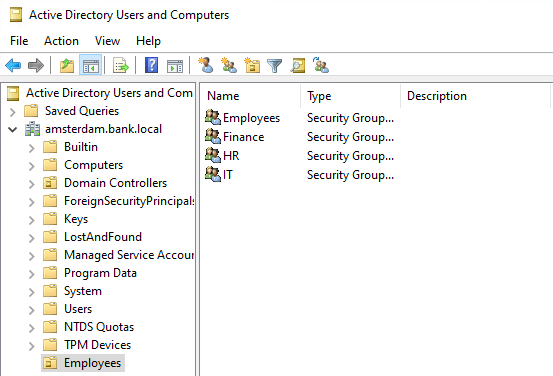 Active Directory Users and Computers
File Action View Help
Active Directory Users and Com
Saved Queries
amsterdam.bank.local
Builtin
Computers
Domain Controllers
ForeignSecurityPrincipals
Keys
LostAndFound
Managed Service Accour
Program Data
System
Users
NTDS Quotas
TPM Devices
Employees
Name Type Description
Employees Security Group...
Finance Security Group...
HR Security Group...
IT Security Group...